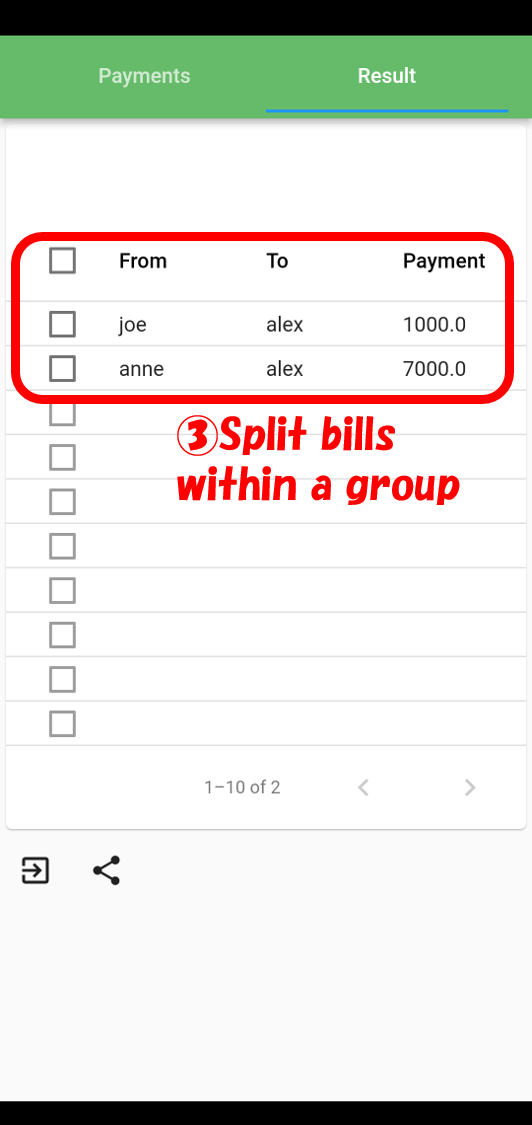 Payments Result
From To Payment
joe alex 1000.0
anne alex 7000.0
③Split bills
within a group
1–10 of 2